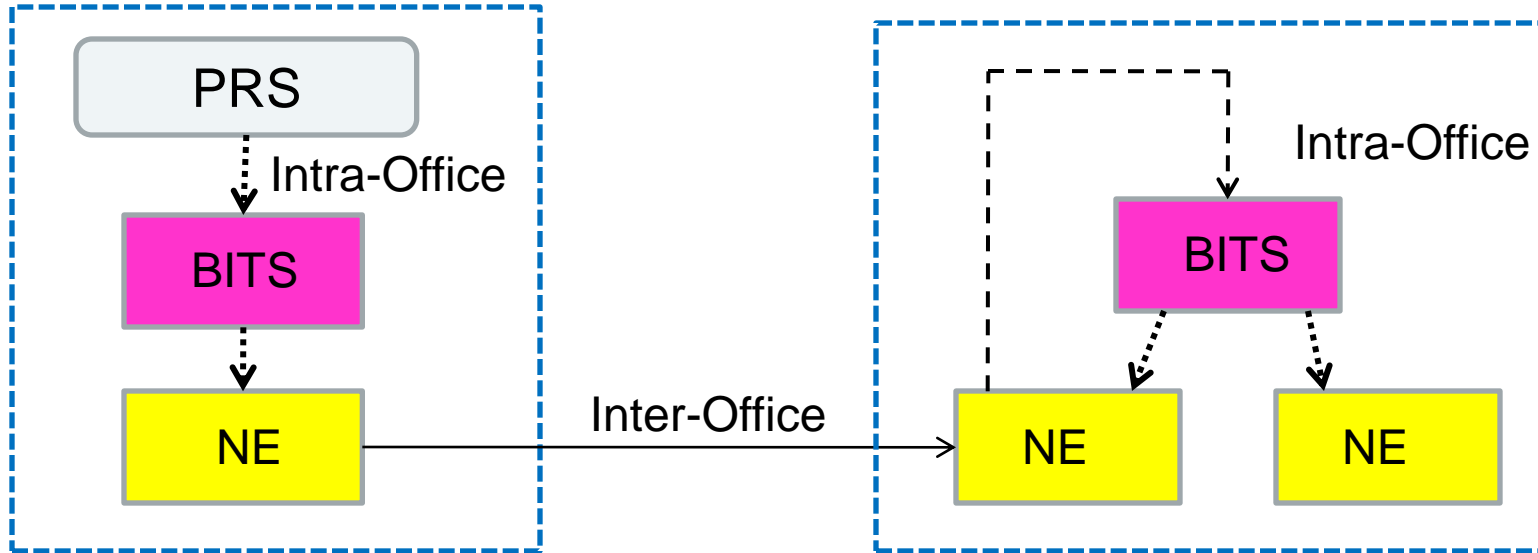 PRS
Intra-Office
BITS
NE
Inter-Office
Intra-Office
BITS
NE
NE